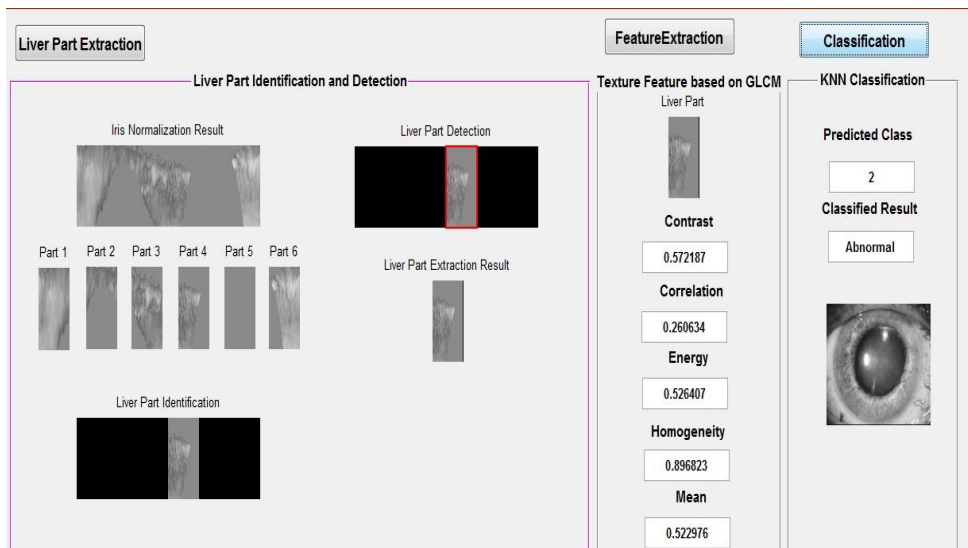 Liver Part Extraction
FeatureExtraction
Classification
Liver Part Identification and Detection
Iris Normalization Result
Liver Part Detection
Part 1 Part 2 Part 3 Part 4 Part 5 Part 6
Liver Part Extraction Result
Liver Part Identification
Texture Feature based on GLCM
Liver Part
Contrast
0.572187
Correlation
0.260634
Energy
0.526407
Homogeneity
0.896823
Mean
0.522976
KNN Classification
Predicted Class
2
Classified Result
Abnormal